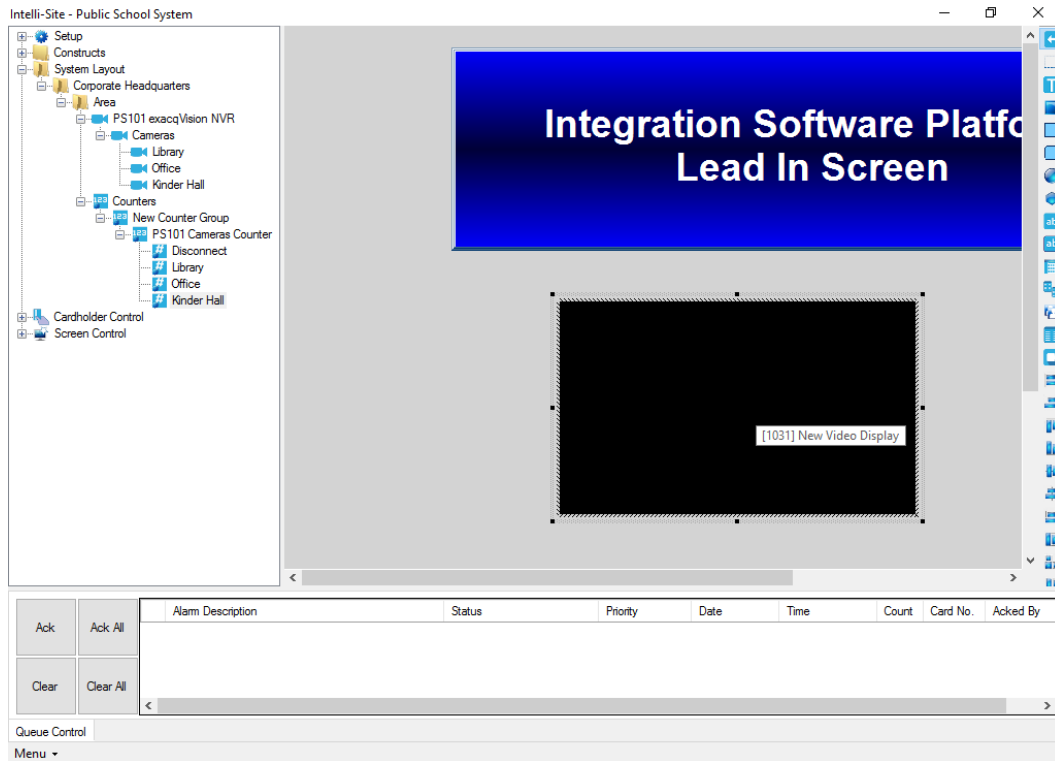 Intelli-Site - Public School System
Setup
Constructs
System Layout
Corporate Headquarters
Area
PS101 exacqVision NVR
Cameras
Library
Office
Kinder Hall
Counters
New Counter Group
PS101 Cameras Counter
Disconnect
Library
Office
Kinder Hall
Cardholder Control
Screen Control
Integration Software Platfo
Lead In Screen
[1031] New Video Display
Ack
Ack All
Clear
Clear All
Alarm Description Status Priority Date Time Count Card No. Acked By
Queue Control
Menu